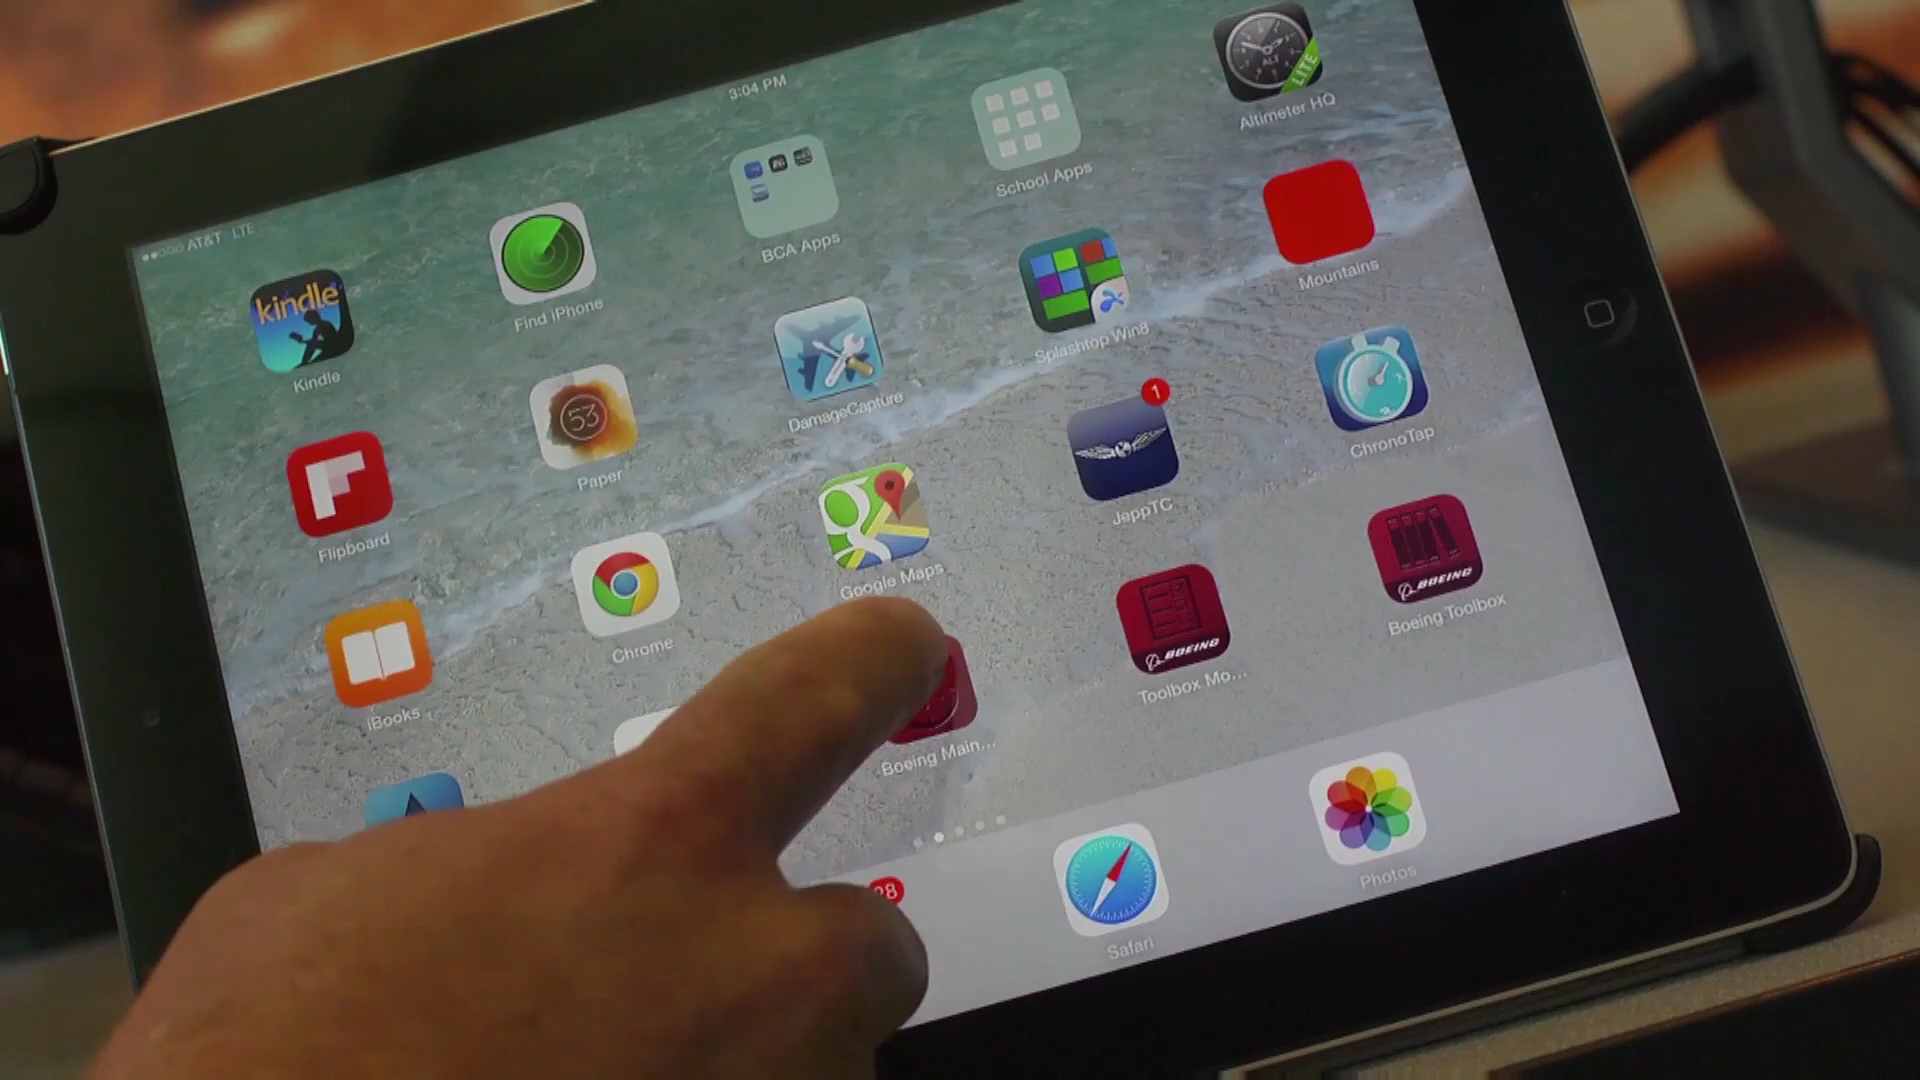 ●●○○○ AT&T LTE
3:04 PM
kindle
Kindle
Find iPhone
BCA Apps
School Apps
ALT
LITE
Altimeter HQ
Flipboard
53
Paper
DamageCapture
Splashtop Win8
Mountains
iBooks
Chrome
g
Google Maps
1
JeppTC
ChronoTap
Boeing Main...
BOEING
Toolbox Mo...
BOEING
Boeing Toolbox
28
Safari
Photos